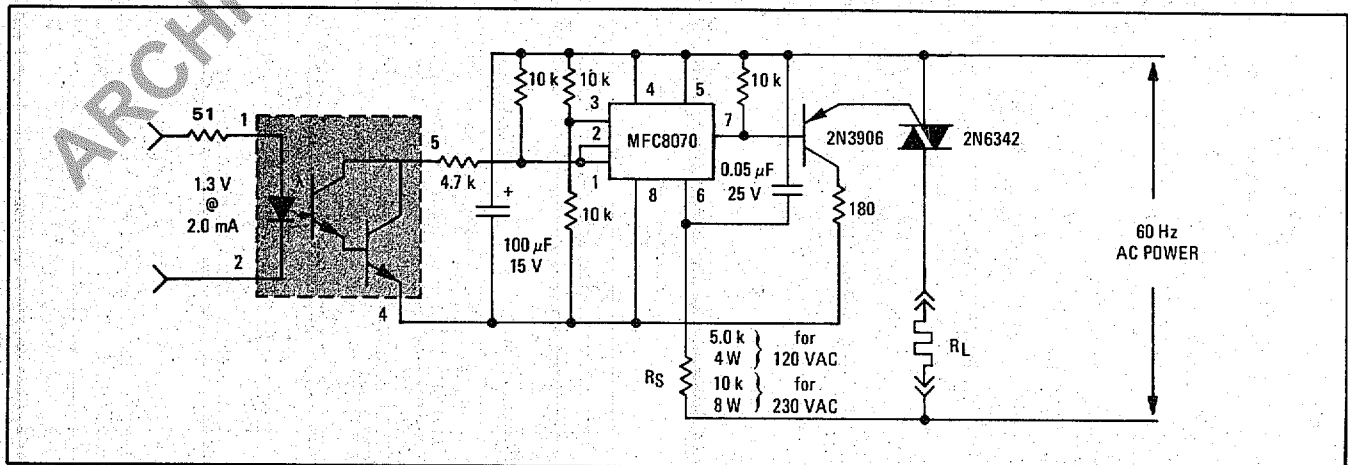 ARCHI
51
1
1.3 V
@
2.0 mA
2
λ
5
4
4.7 k
10 k
10 k
100 µF
15 V
+
10 k
3
2
1
4
5
MFC8070
8
6
7
10 k
0.05 µF
25 V
2N3906
180
2N6342
RS
5.0 k } for
4 W } 120 VAC
10 k } for
8 W } 230 VAC
RL
60 Hz
AC POWER